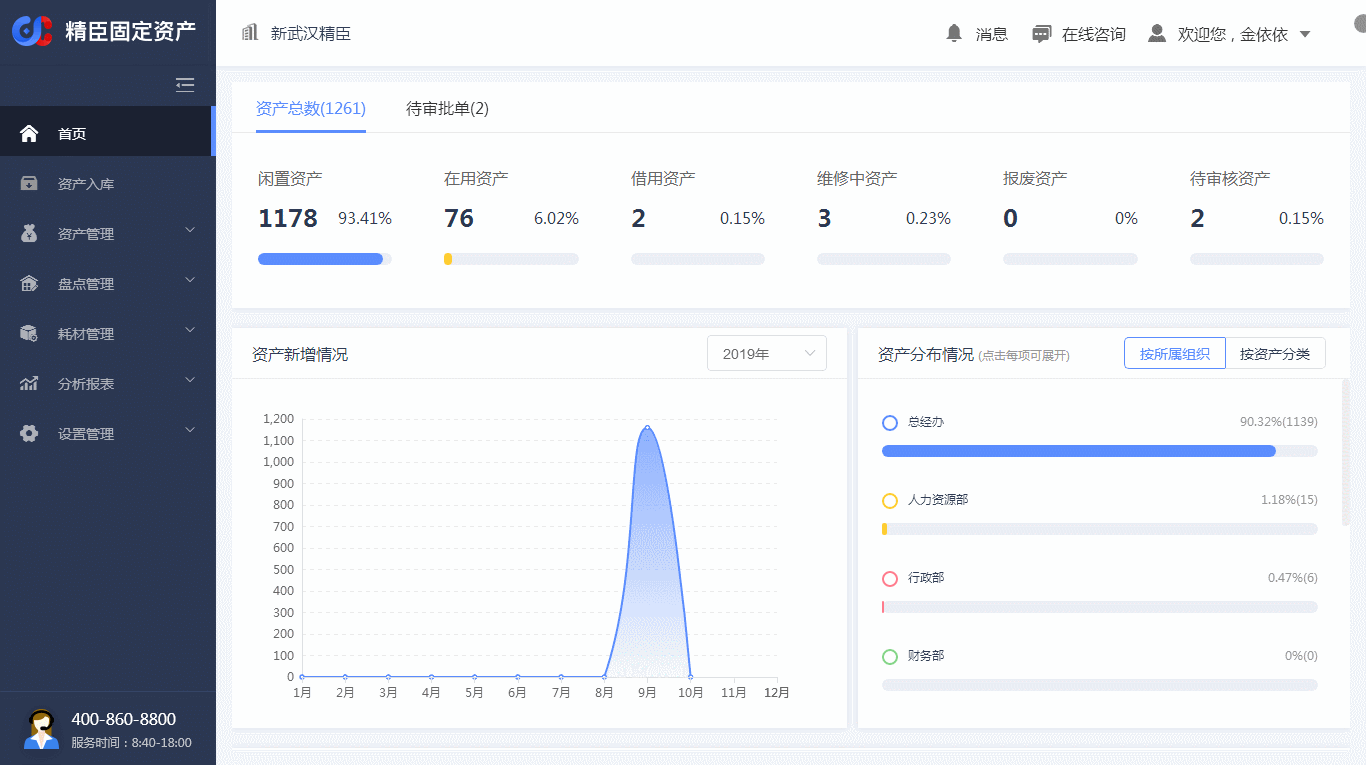 精臣固定资产
新武汉精臣
消息
在线咨询
欢迎您 , 金依依
首页
资产入库
资产管理
盘点管理
耗材管理
分析报表
设置管理
400-860-8800
服务时间：8:40-18:00
资产总数(1261)
待审批单(2)
闲置资产
1178 93.41%
在用资产
76 6.02%
借用资产
2 0.15%
维修中资产
3 0.23%
报废资产
0 0%
待审核资产
2 0.15%
资产新增情况
2019年
1,200
1,100
1,000
900
800
700
600
500
400
300
200
100
0
1月 2月 3月 4月 5月 6月 7月 8月 9月 10月 11月 12月
资产分布情况 (点击每项可展开)
按所属组织
按资产分类
总经办 90.32%(1139)
人力资源部 1.18%(15)
行政部 0.47%(6)
财务部 0%(0)